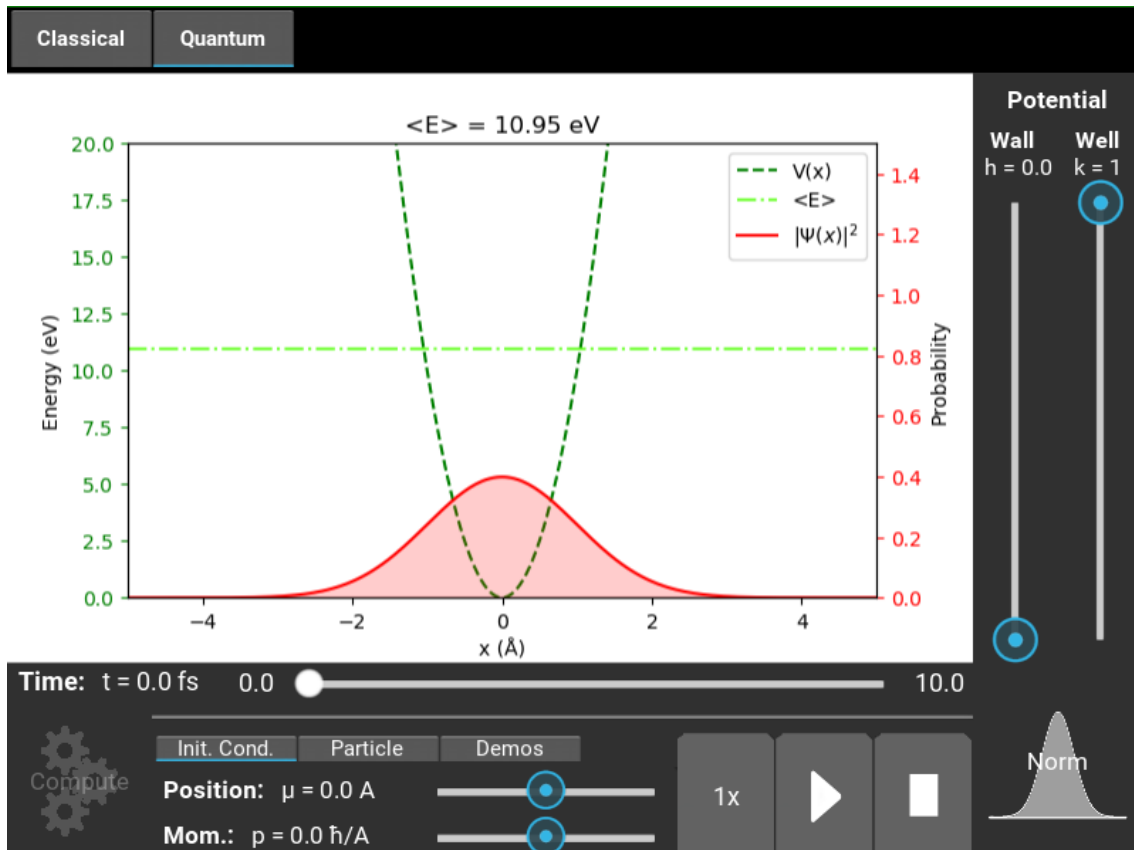 Classical Quantum
Potential
Wall Well
h = 0.0 k = 1
<E> = 10.95 eV
20.0
17.5
15.0
12.5
10.0
7.5
5.0
2.5
0.0
Energy (eV)
V(x)
<E>
|Ψ(x)|²
1.4
1.2
1.0
0.8
0.6
0.4
0.2
0.0
Probability
−4 −2 0 2 4
x (Å)
Time: t = 0.0 fs 0.0 10.0
Init. Cond. Particle Demos
Compute
Position: μ = 0.0 A
Mom.: p = 0.0 ħ/A
1x
Norm